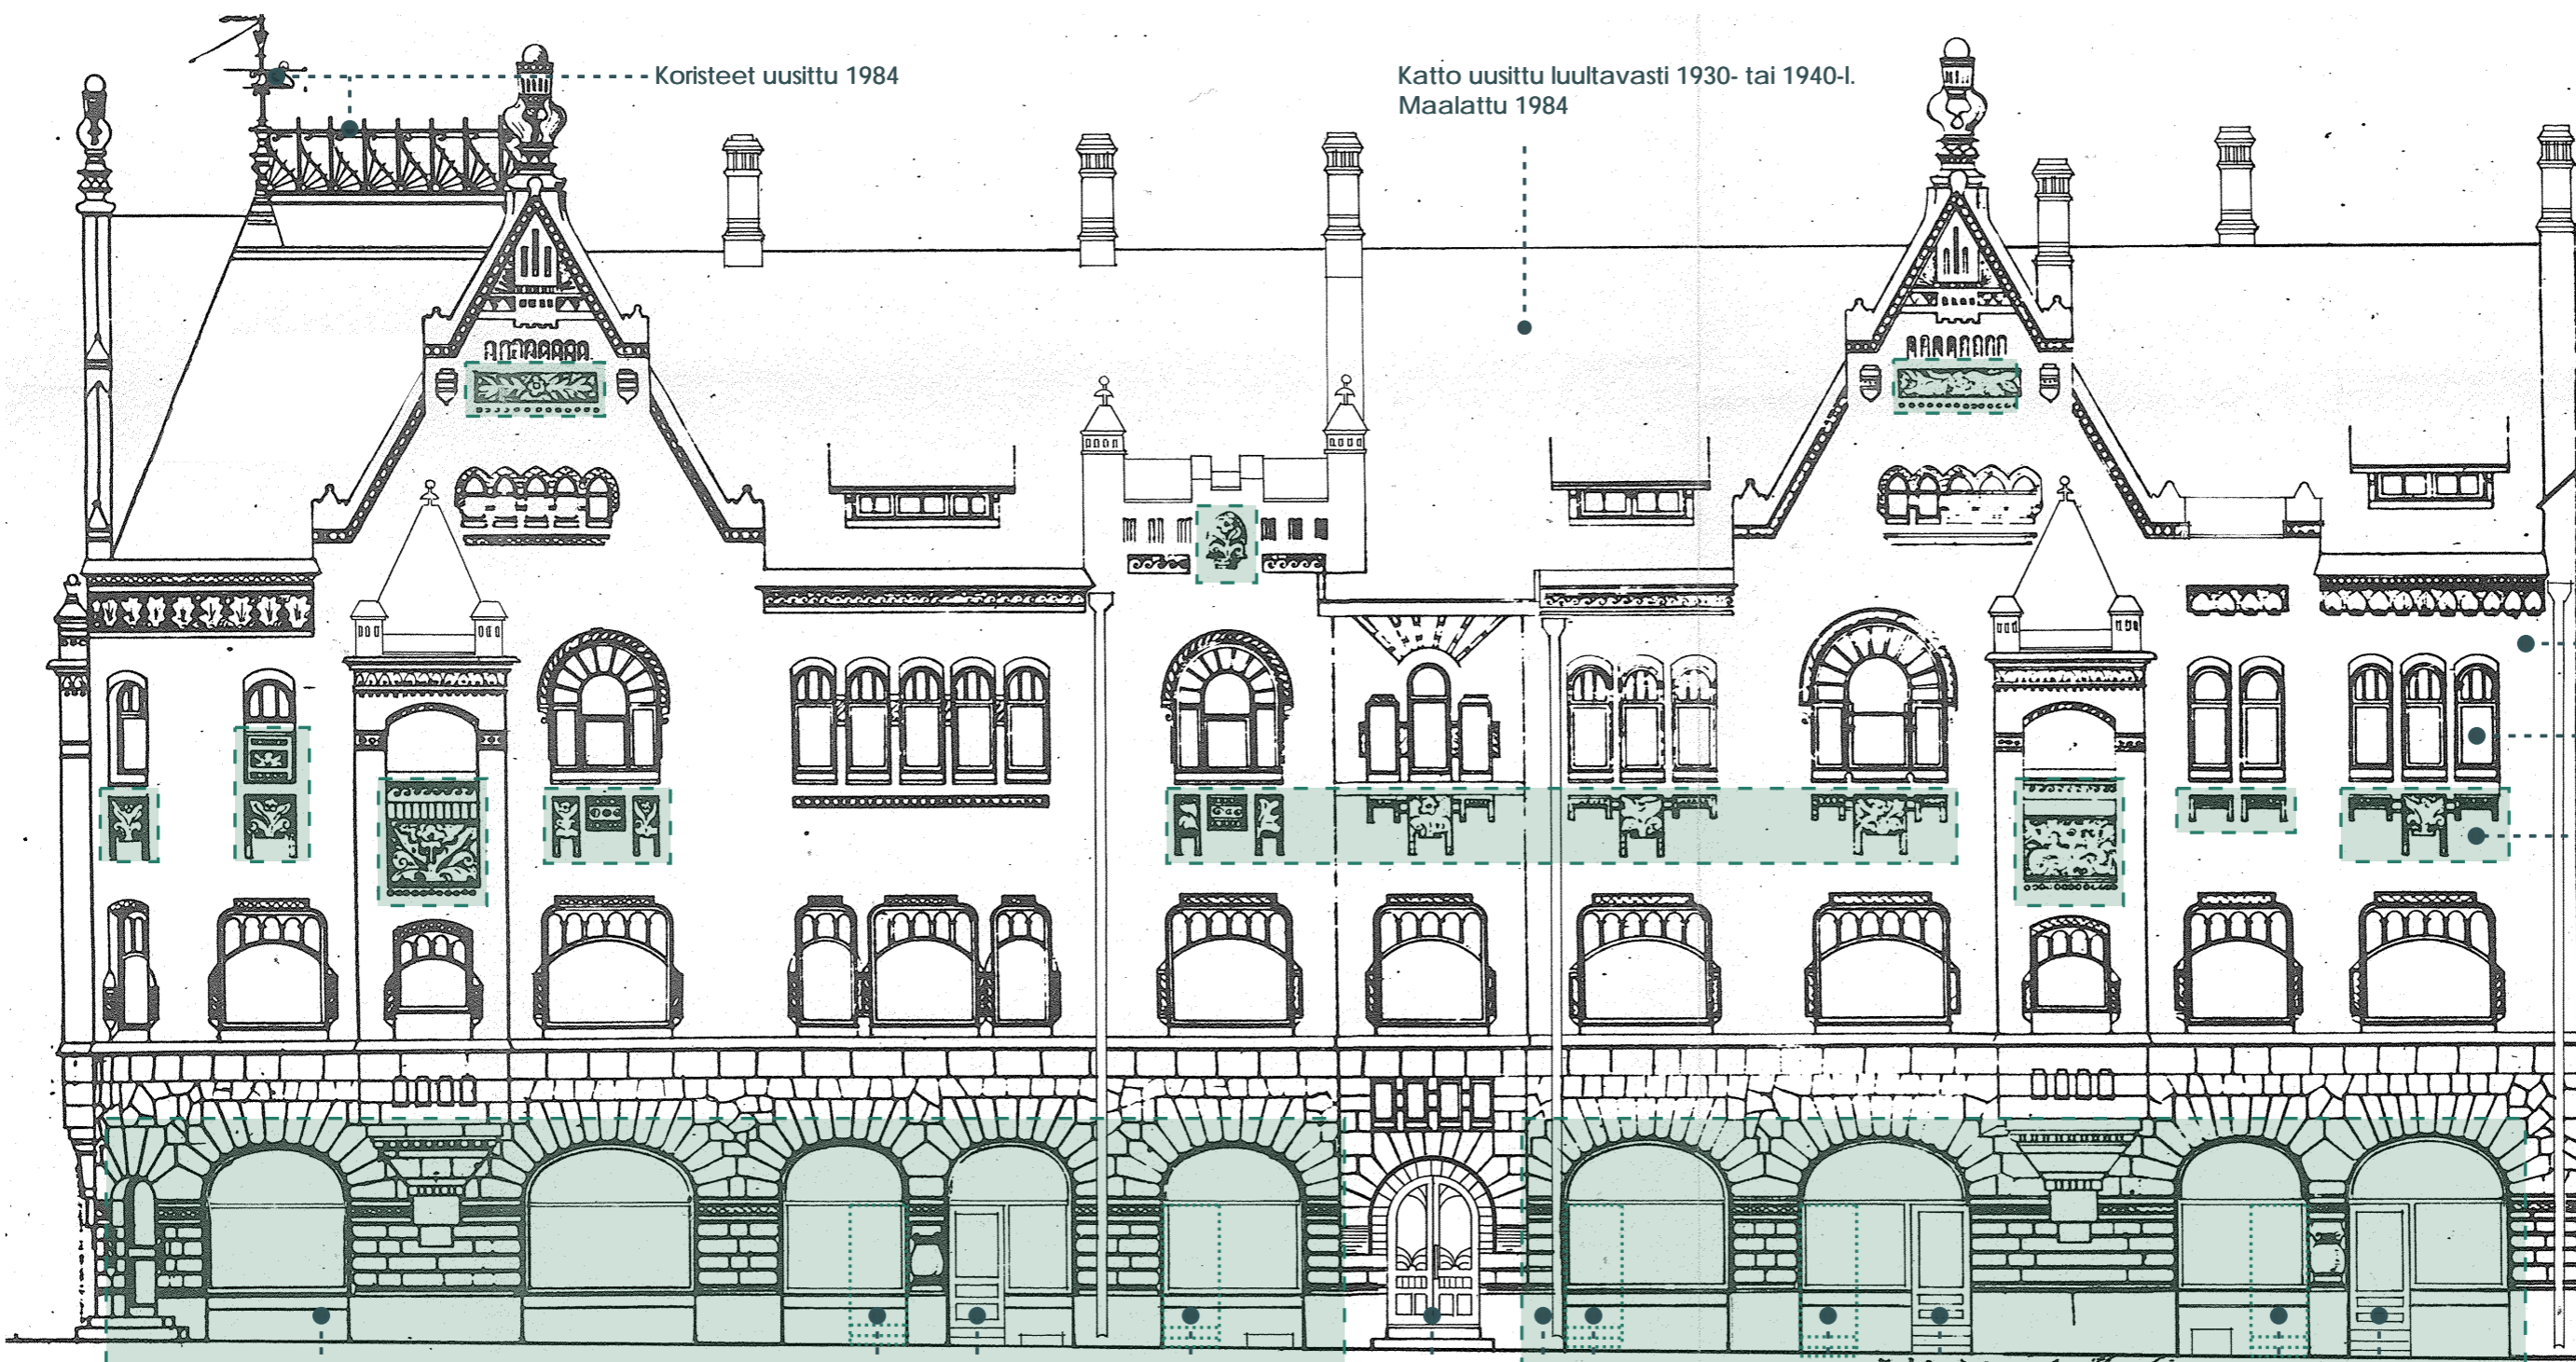 Koristeet uusittu 1984
Katto uusittu luultavasti 1930- tai 1940-l.
Maalattu 1984